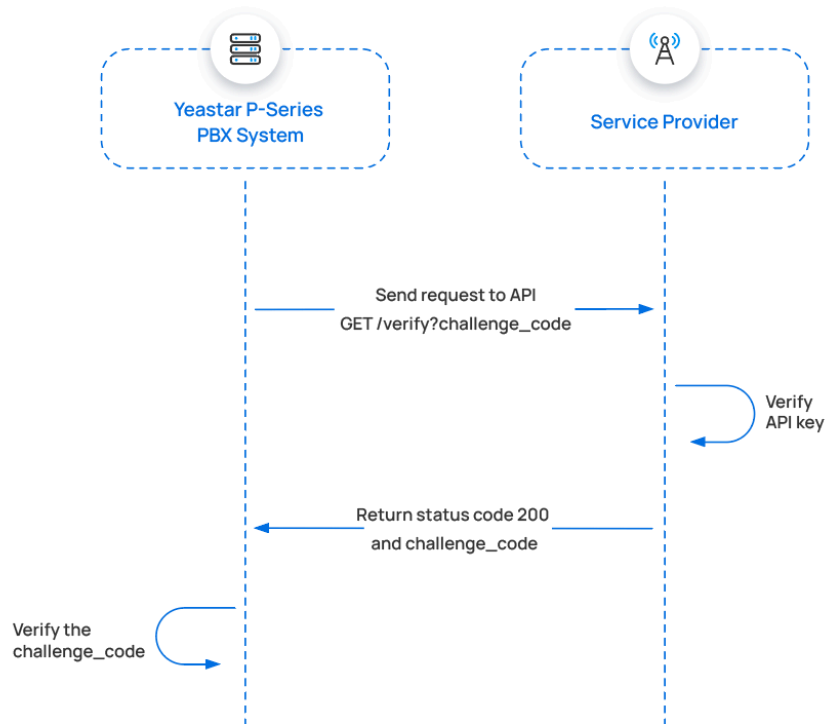 Yeastar P-Series
PBX System
Service Provider
Send request to API
GET /verify?challenge_code
Verify
API key
Return status code 200
and challenge_code
Verify the
challenge_code